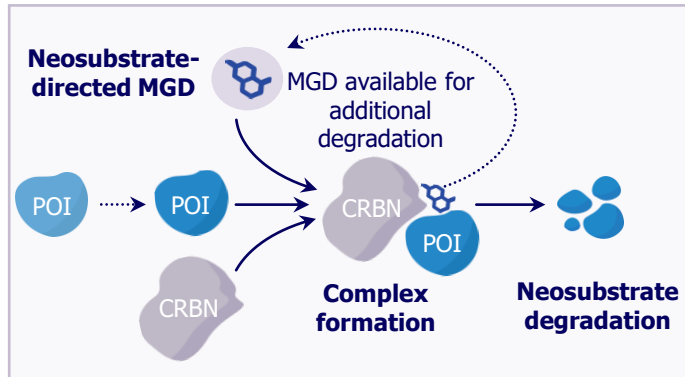 Neosubstrate-
directed MGD
MGD available for
additional
degradation
POI
POI
CRBN
POI
CRBN
Complex
formation
Neosubstrate
degradation